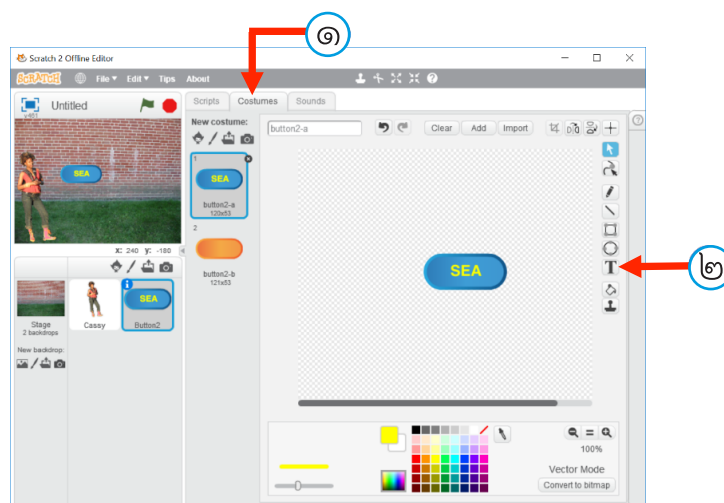 ๑
Scratch 2 Offline Editor
SCRATCH File Edit Tips About
Untitled
v461
SEA
X: 240 y: -180
Stage
2 backdrops
New backdrop:
Cassy
SEA
Button2
Scripts Costumes Sounds
New costume:
1
SEA
button2-a
120x53
2
button2-b
121x53
button2-a
Clear Add Import
SEA
T
๒
100%
Vector Mode
Convert to bitmap